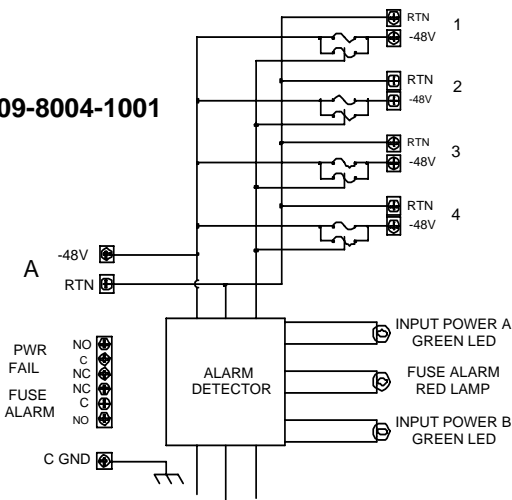 RTN 1
-48V
09-8004-1001
RTN 2
-48V
RTN 3
-48V
RTN 4
-48V
A
-48V
RTN
PWR FAIL
NO
C
NC
FUSE ALARM
NC
C
NO
C GND
ALARM
DETECTOR
INPUT POWER A
GREEN LED
FUSE ALARM
RED LAMP
INPUT POWER B
GREEN LED